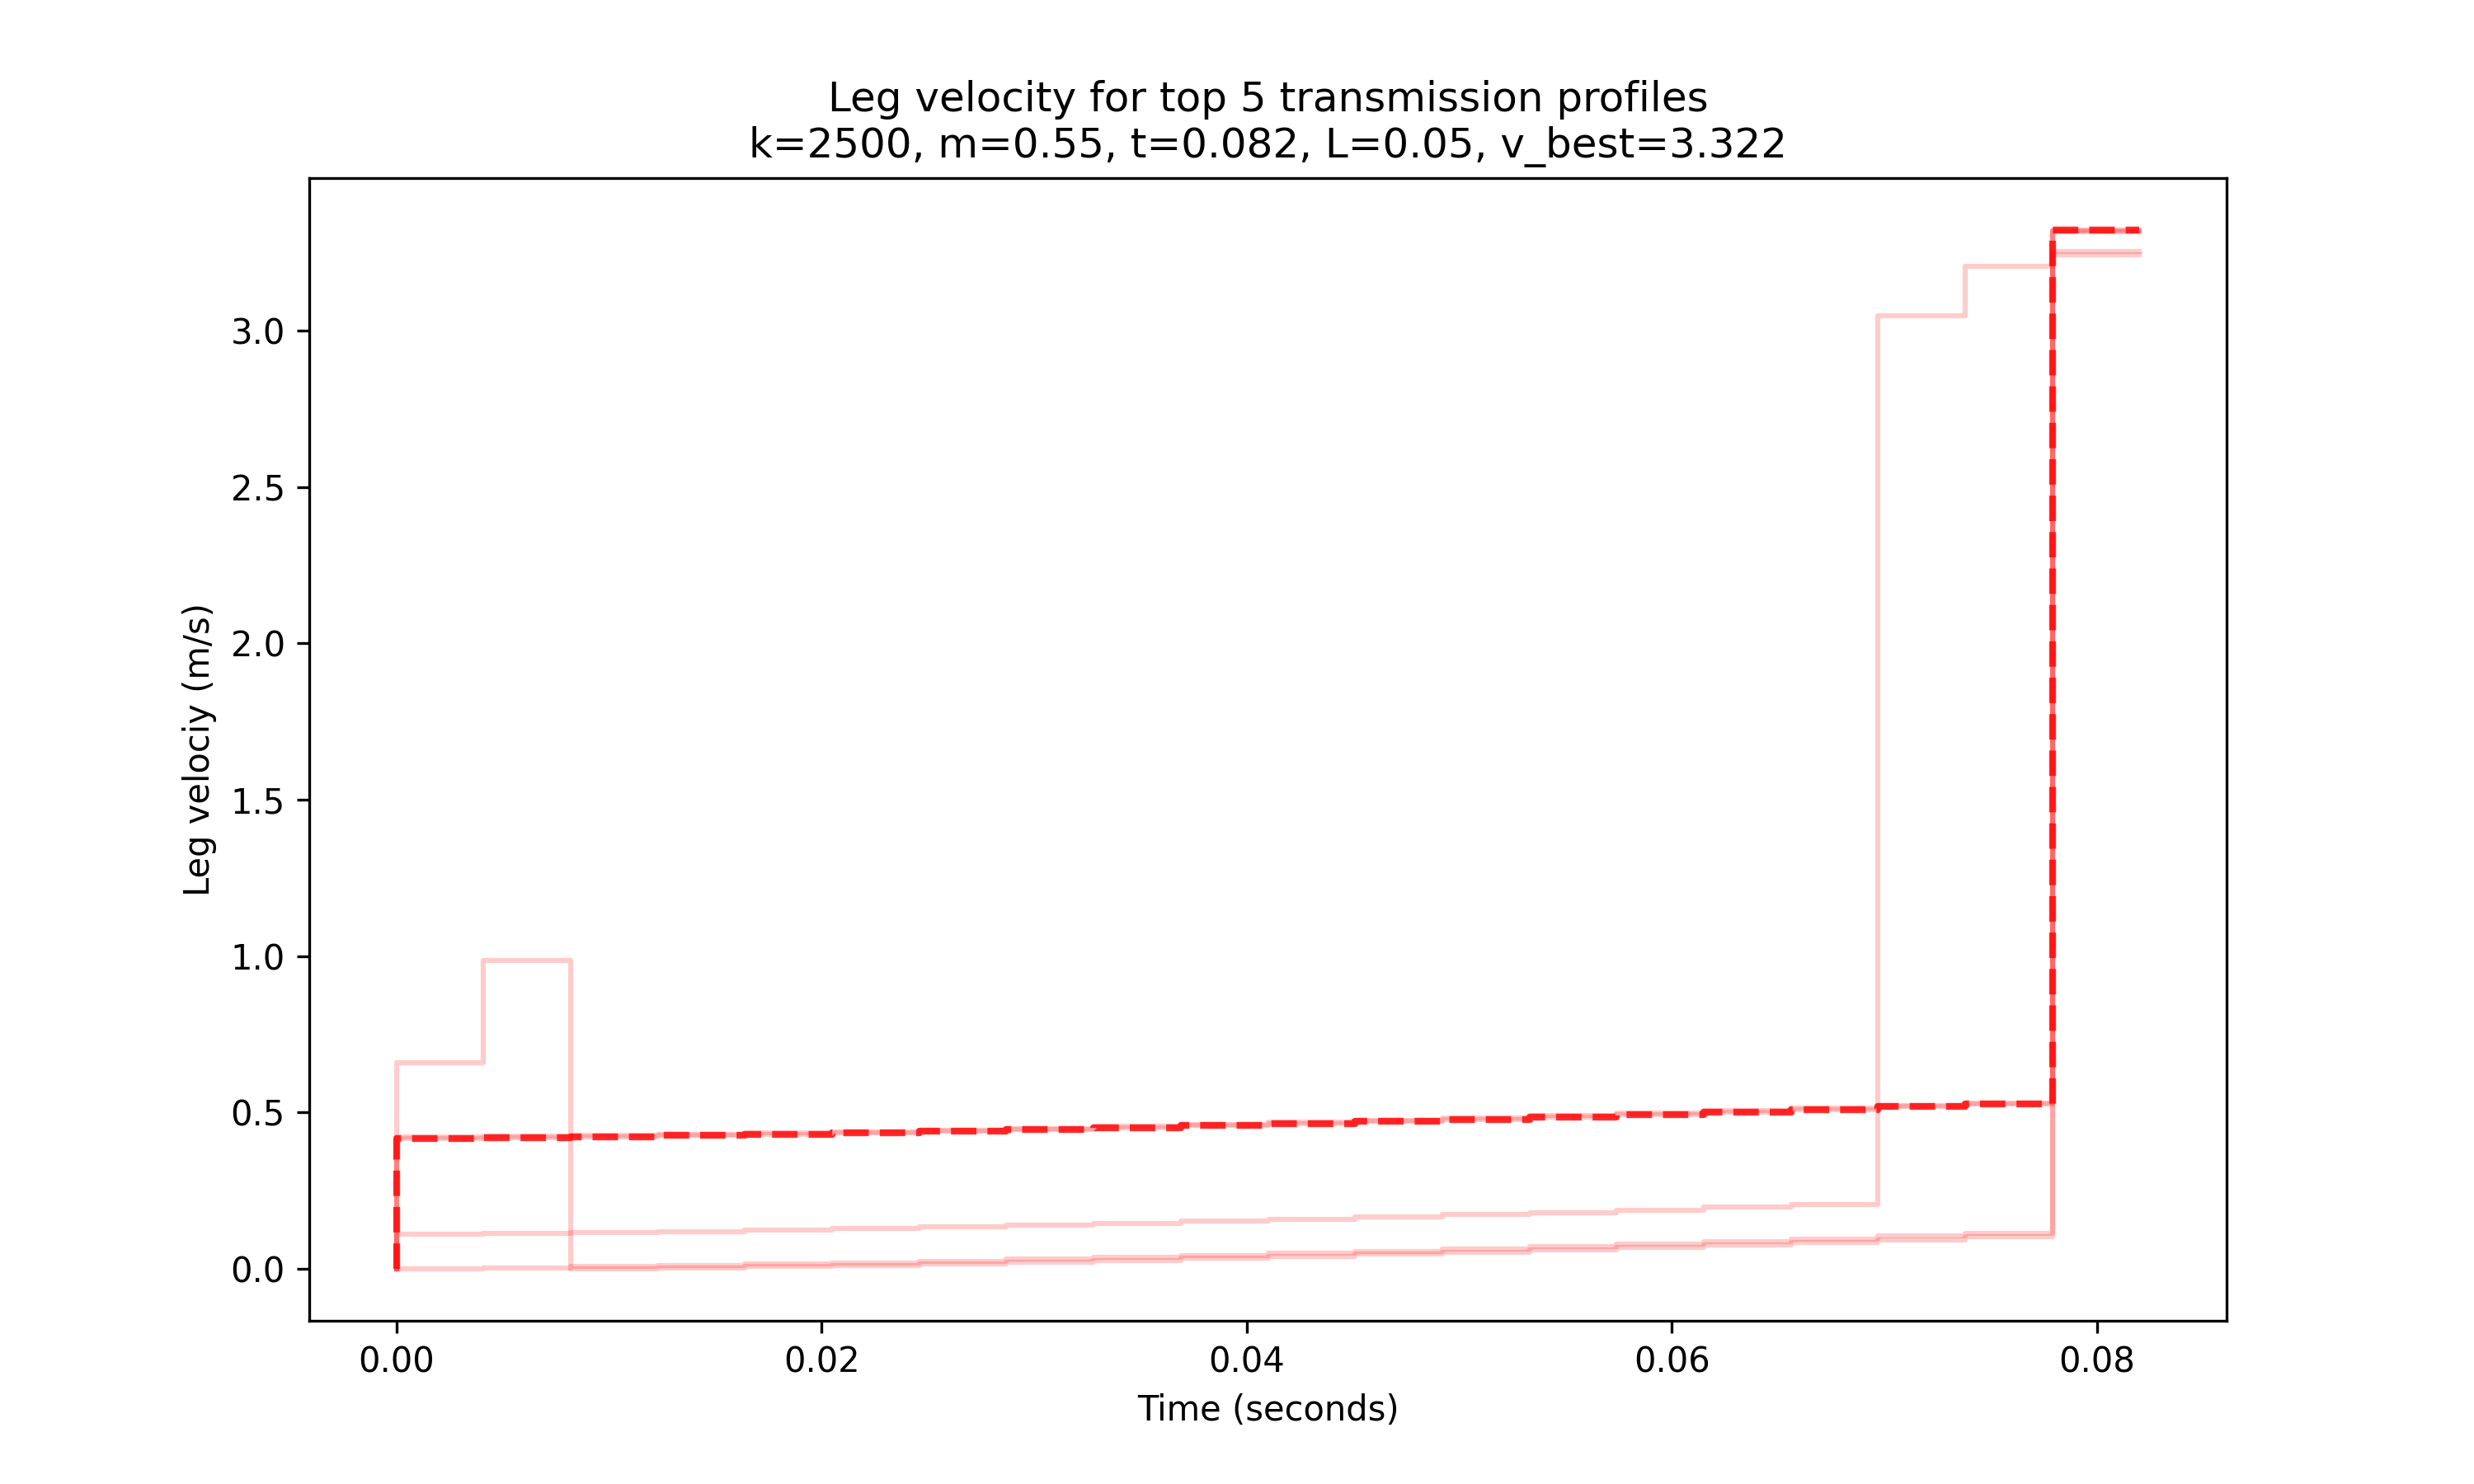 Leg velocity for top 5 transmission profiles
k=2500, m=0.55, t=0.082, L=0.05, v_best=3.322
Leg velociy (m/s)
3.0
2.5
2.0
1.5
1.0
0.5
0.0
0.00 0.02 0.04 0.06 0.08
Time (seconds)